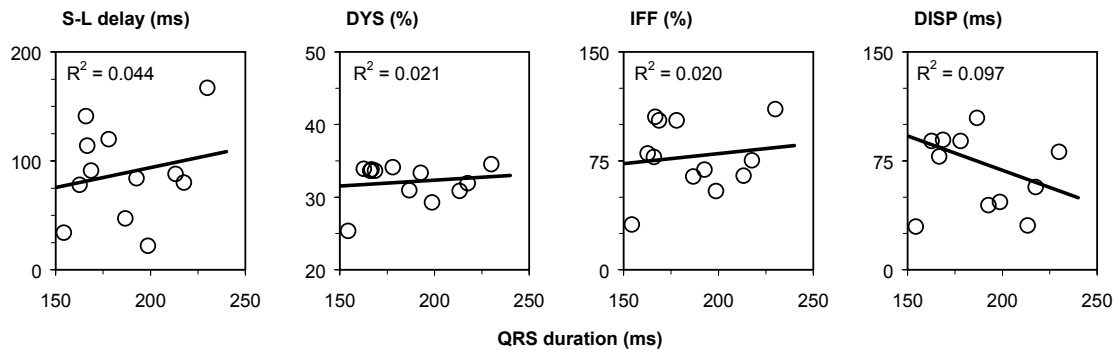 S-L delay (ms)
R² = 0.044
200
100
0
150 200 250
DYS (%)
R² = 0.021
50
40
30
20
150 200 250
IFF (%)
R² = 0.020
150
75
0
150 200 250
DISP (ms)
R² = 0.097
150
75
0
150 200 250
QRS duration (ms)